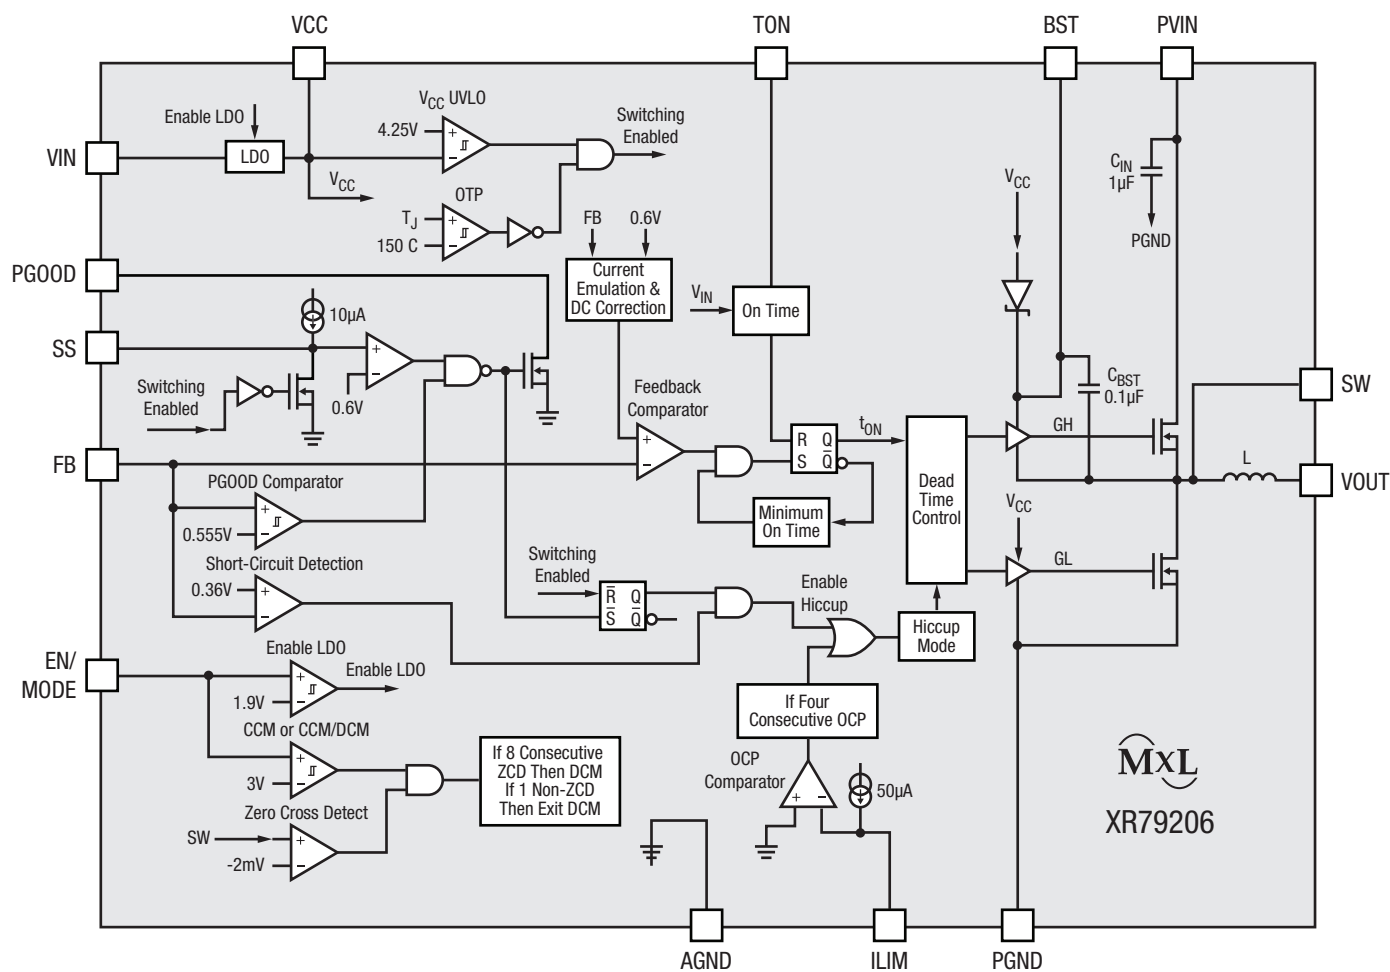 VCC
TON
BST
PVIN
VIN
Enable LDO
LDO
VCC
VCC UVLO
4.25V
+
−
Switching
Enabled
OTP
TJ
150 C
+
−
FB
0.6V
Current
Emulation &
DC Correction
VIN
On Time
VCC
CIN
1µF
PGND
PGOOD
SS
10µA
Switching
Enabled
+
−
0.6V
CBST
0.1µF
SW
Feedback
Comparator
+
−
R Q
S Q
tON
Dead
Time
Control
GH
L
VOUT
FB
PGOOD Comparator
+
−
0.555V
Minimum
On Time
VCC
GL
Short-Circuit Detection
0.36V
+
−
Switching
Enabled
R Q
S Q
Enable
Hiccup
Hiccup
Mode
EN/
MODE
Enable LDO
+
−
1.9V
Enable LDO
If Four
Consecutive OCP
CCM or CCM/DCM
+
−
3V
If 8 Consecutive
ZCD Then DCM
If 1 Non-ZCD
Then Exit DCM
OCP
Comparator
+ −
50µA
Zero Cross Detect
SW
+
−
-2mV
MxL
XR79206
AGND
ILIM
PGND